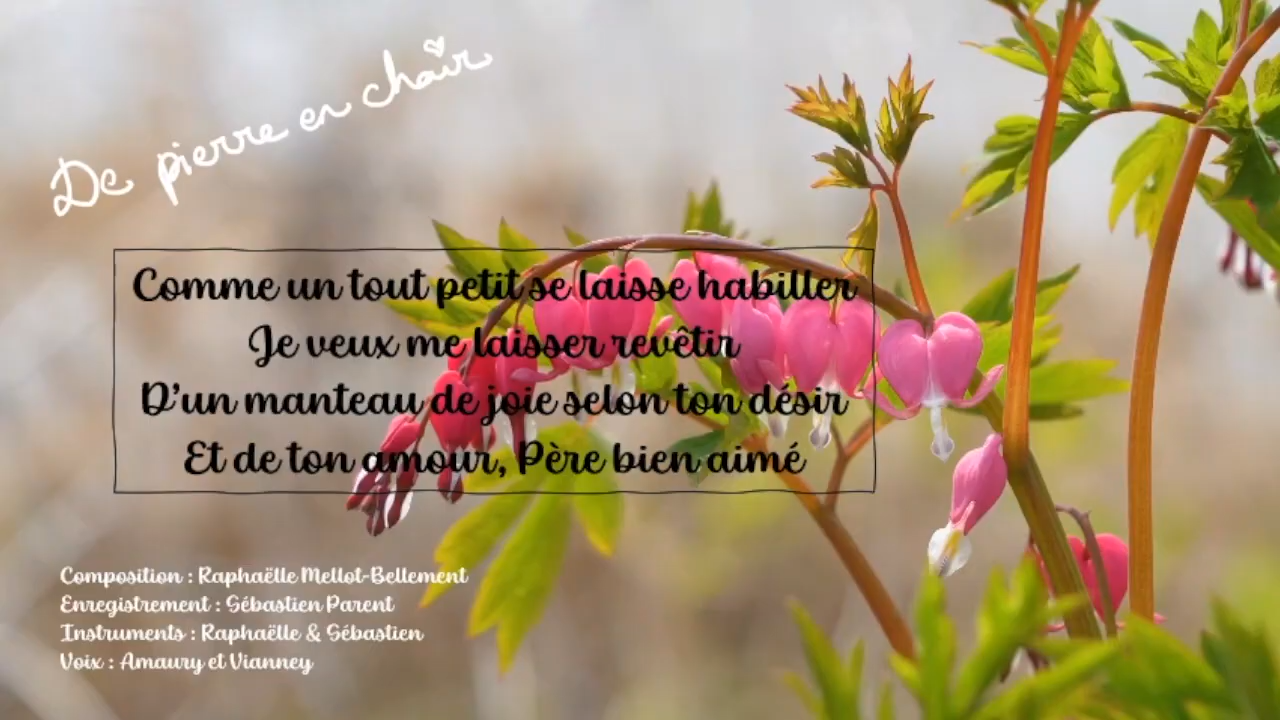 De pierre en chair
Comme un tout petit se laisse habiller
Je veux me laisser revêtir
D'un manteau de joie selon ton désir
Et de ton amour, Père bien aimé
Composition : Raphaëlle Mellot-Bellement
Enregistrement : Sébastien Parent
Instruments : Raphaëlle & Sébastien
Voix : Amaury et Vianney